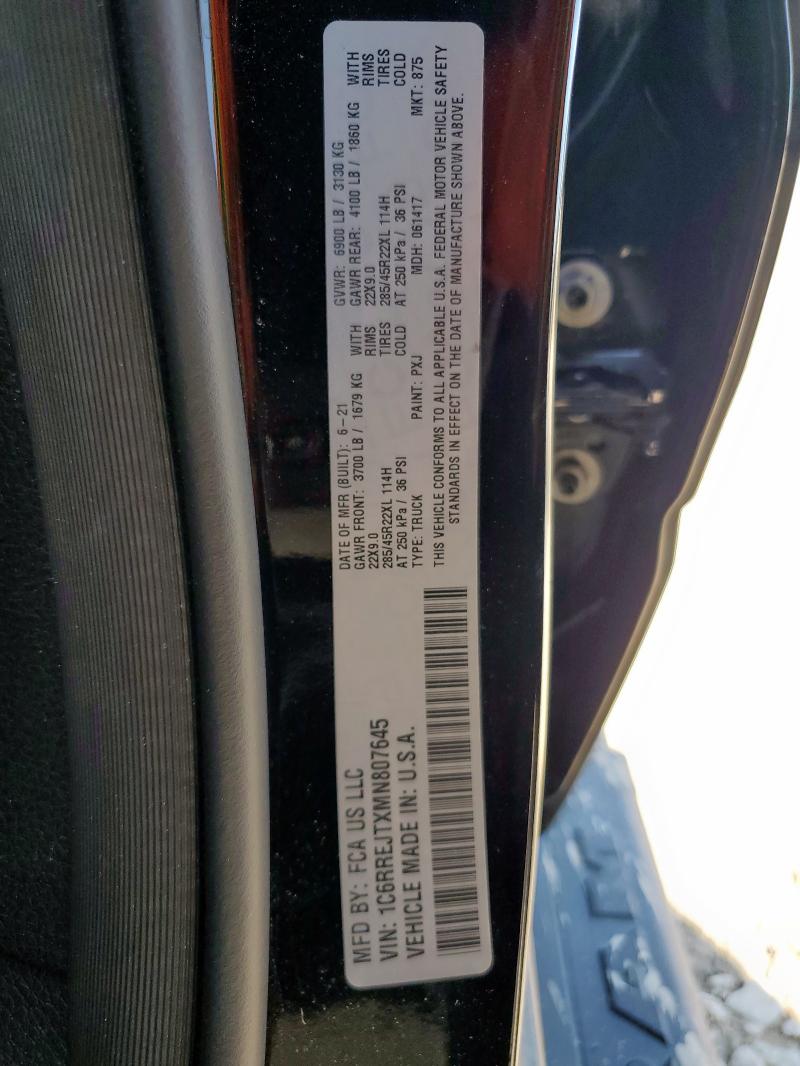 MFD BY: FCA US LLC
VIN: 1C6RREJTXMN807645
VEHICLE MADE IN: U.S.A.
DATE OF MFR (BUILT): 6-21 GVWR: 6900 LB / 3130 KG
GAWR FRONT: 3700 LB / 1679 KG WITH GAWR REAR: 4100 LB / 1860 KG WITH
22X9.0 RIMS 22X9.0 RIMS
285/45R22XL 114H TIRES 285/45R22XL 114H TIRES
AT 250 kPa / 36 PSI COLD AT 250 kPa / 36 PSI COLD
TYPE: TRUCK PAINT: PXJ MDH: 061417 MKT: 875
THIS VEHICLE CONFORMS TO ALL APPLICABLE U.S.A. FEDERAL MOTOR VEHICLE SAFETY
STANDARDS IN EFFECT ON THE DATE OF MANUFACTURE SHOWN ABOVE.